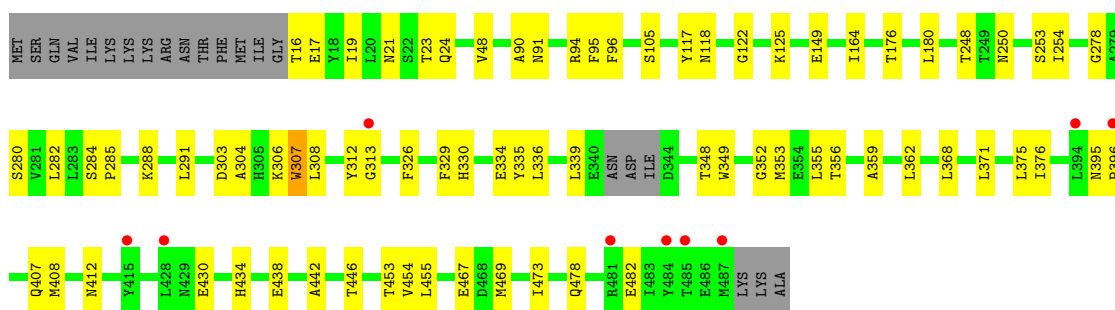 MET SER GLN VAL ILE LYS LYS LYS ARG ASN THR PHE MET ILE GLY T16 E17 Y18 I19 L20 N21 S22 T23 Q24 V48 A90 N91 R94 F95 F96 S105 Y117 N118 G122 K125 E149 I164 T176 L180 T248 T249 N250 S253 I254 G278 A279
S280 V281 L282 L283 S284 P285 K288 L291 D303 A304 H305 K306 W307 L308 Y312 G313 F326 F329 H330 E334 Y335 L336 L339 E340 ASN ASP ILE D344 T348 W349 G352 M353 E354 L355 T356 A359 L362 L368 L371 L375 I376 L394 N395
Q407 M408 N412 Y415 L428 N429 E430 H434 E438 A442 T446 T453 V454 L455 E467 D468 M469 I473 Q478 R481 E482 I483 Y484 T485 E486 M487 LYS LYS ALA